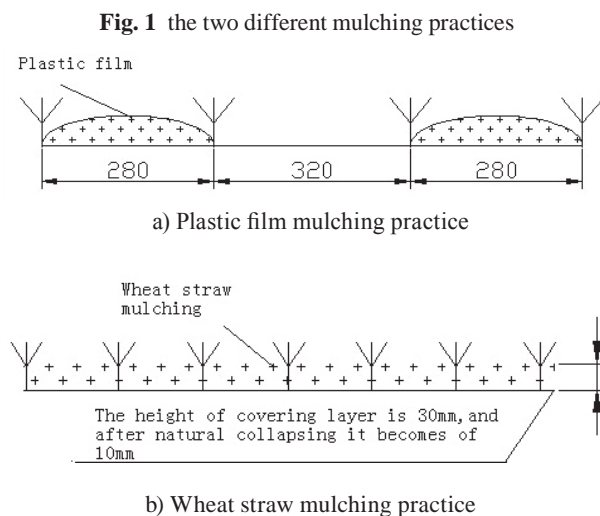 Fig. 1 the two different mulching practices
Plastic film
280 320 280
a) Plastic film mulching practice
Wheat straw
mulching
The height of covering layer is 30mm,and
after natural collapsing it becomes of
10mm
b) Wheat straw mulching practice